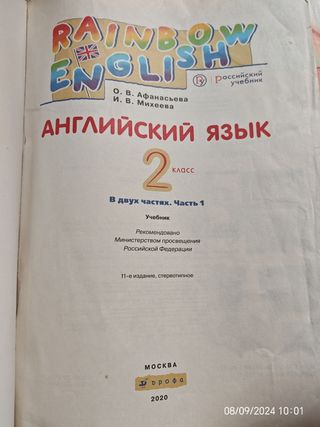 RAINBOW
ENGLISH
российский
учебник
О. В. Афанасьева
И. В. Михеева
АНГЛИЙСКИЙ ЯЗЫК
2 класс
В двух частях. Часть 1
Учебник
Рекомендовано
Министерством просвещения
Российской Федерации
11-е издание, стереотипное
МОСКВА
дрофа
2020
08/09/2024 10:01